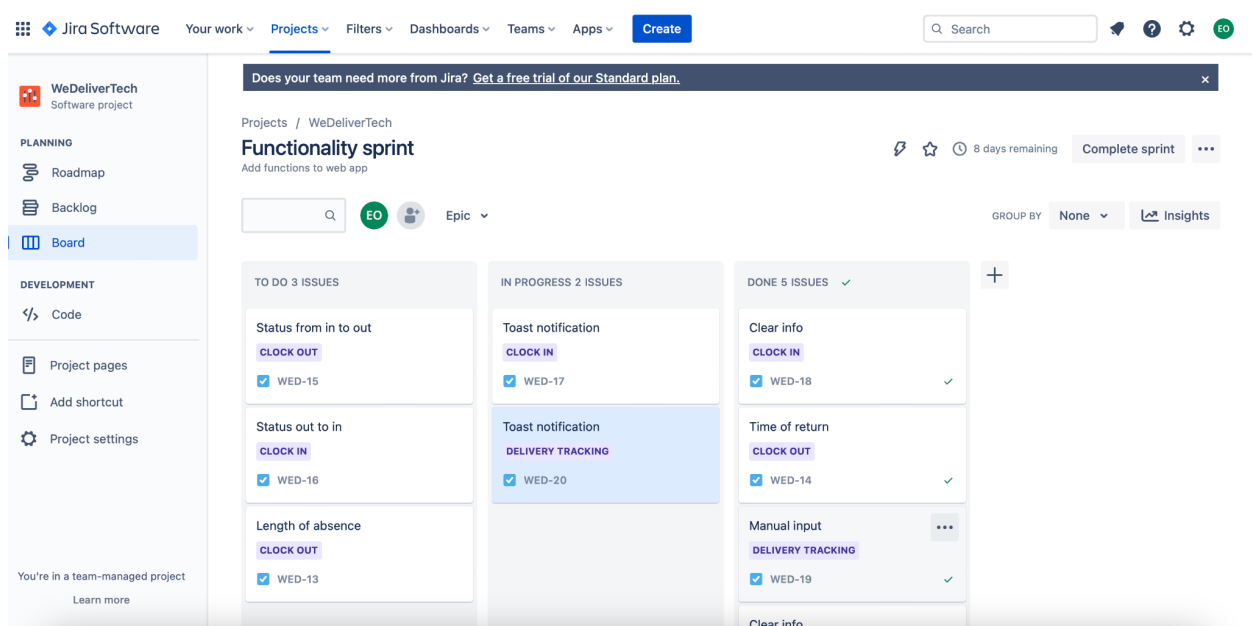 Jira Software Your work Projects Filters Dashboards Teams Apps Create Search EO
WeDeliverTech
Software project
PLANNING
Roadmap
Backlog
Board
DEVELOPMENT
Code
Project pages
Add shortcut
Project settings
You're in a team-managed project
Learn more
Does your team need more from Jira? Get a free trial of our Standard plan.
Projects / WeDeliverTech
Functionality sprint
8 days remaining Complete sprint
Add functions to web app
EO Epic GROUP BY None Insights
TO DO 3 ISSUES
Status from in to out
CLOCK OUT
WED-15
Status out to in
CLOCK IN
WED-16
Length of absence
CLOCK OUT
WED-13
IN PROGRESS 2 ISSUES
Toast notification
CLOCK IN
WED-17
Toast notification
DELIVERY TRACKING
WED-20
DONE 5 ISSUES
Clear info
CLOCK IN
WED-18
Time of return
CLOCK OUT
WED-14
Manual input
DELIVERY TRACKING
WED-19
Clear info